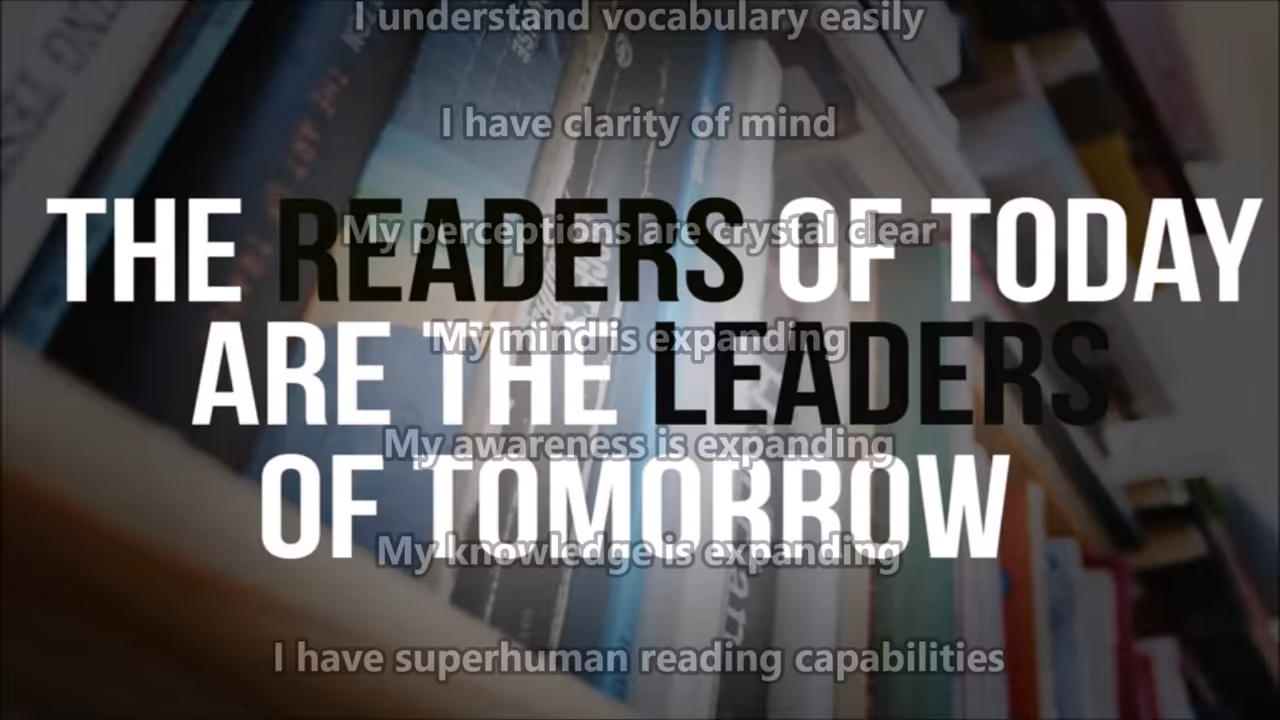 I understand vocabulary easily
I have clarity of mind
THE READERS OF TODAY
My perceptions are crystal clear
ARE THE LEADERS
My mind is expanding
My awareness is expanding
OF TOMORROW
My knowledge is expanding
I have superhuman reading capabilities